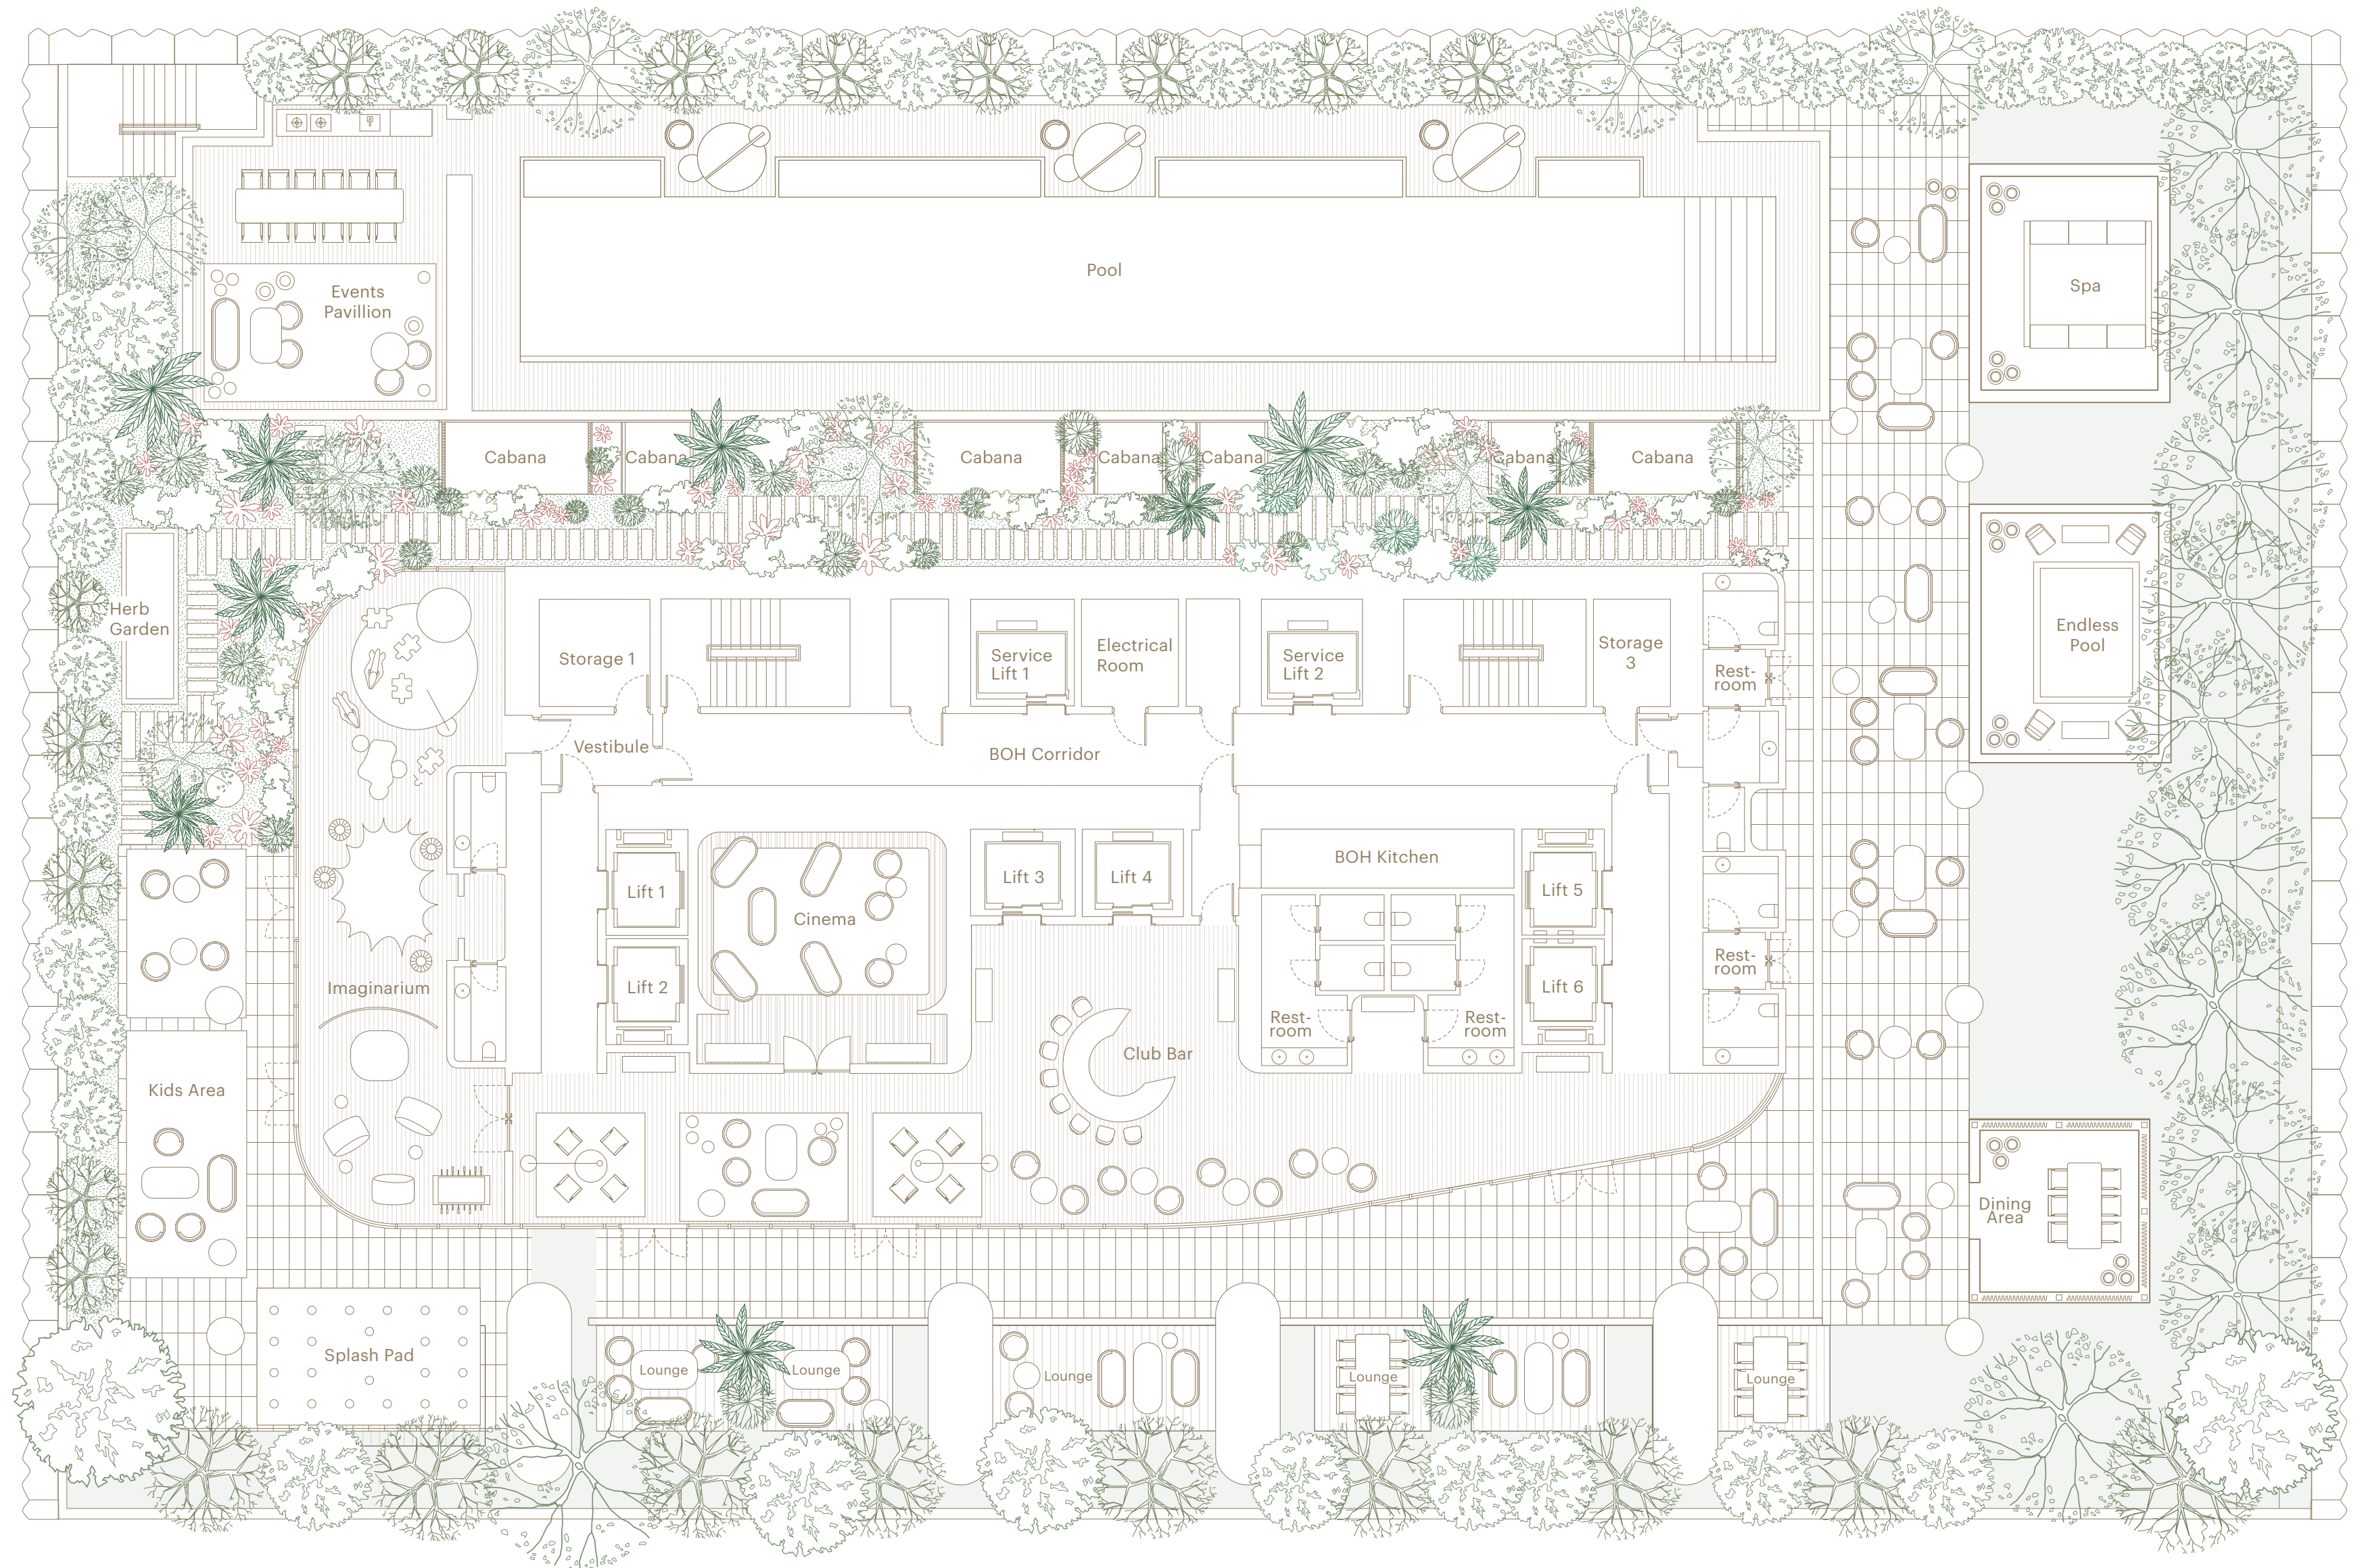 Pool
Events
Pavillion
Spa
Cabana
Cabana
Cabana
Cabana
Cabana
Cabana
Cabana
Herb
Garden
Storage 1
Service
Lift 1
Electrical
Room
Service
Lift 2
Storage
3
Rest-
room
Endless
Pool
Vestibule
BOH Corridor
BOH Kitchen
Lift 1
Cinema
Lift 3
Lift 4
Lift 5
Lift 2
Imaginarium
Lift 6
Rest-
room
Rest-
room
Rest-
room
Club Bar
Kids Area
Dining
Area
Splash Pad
Lounge
Lounge
Lounge
Lounge
Lounge